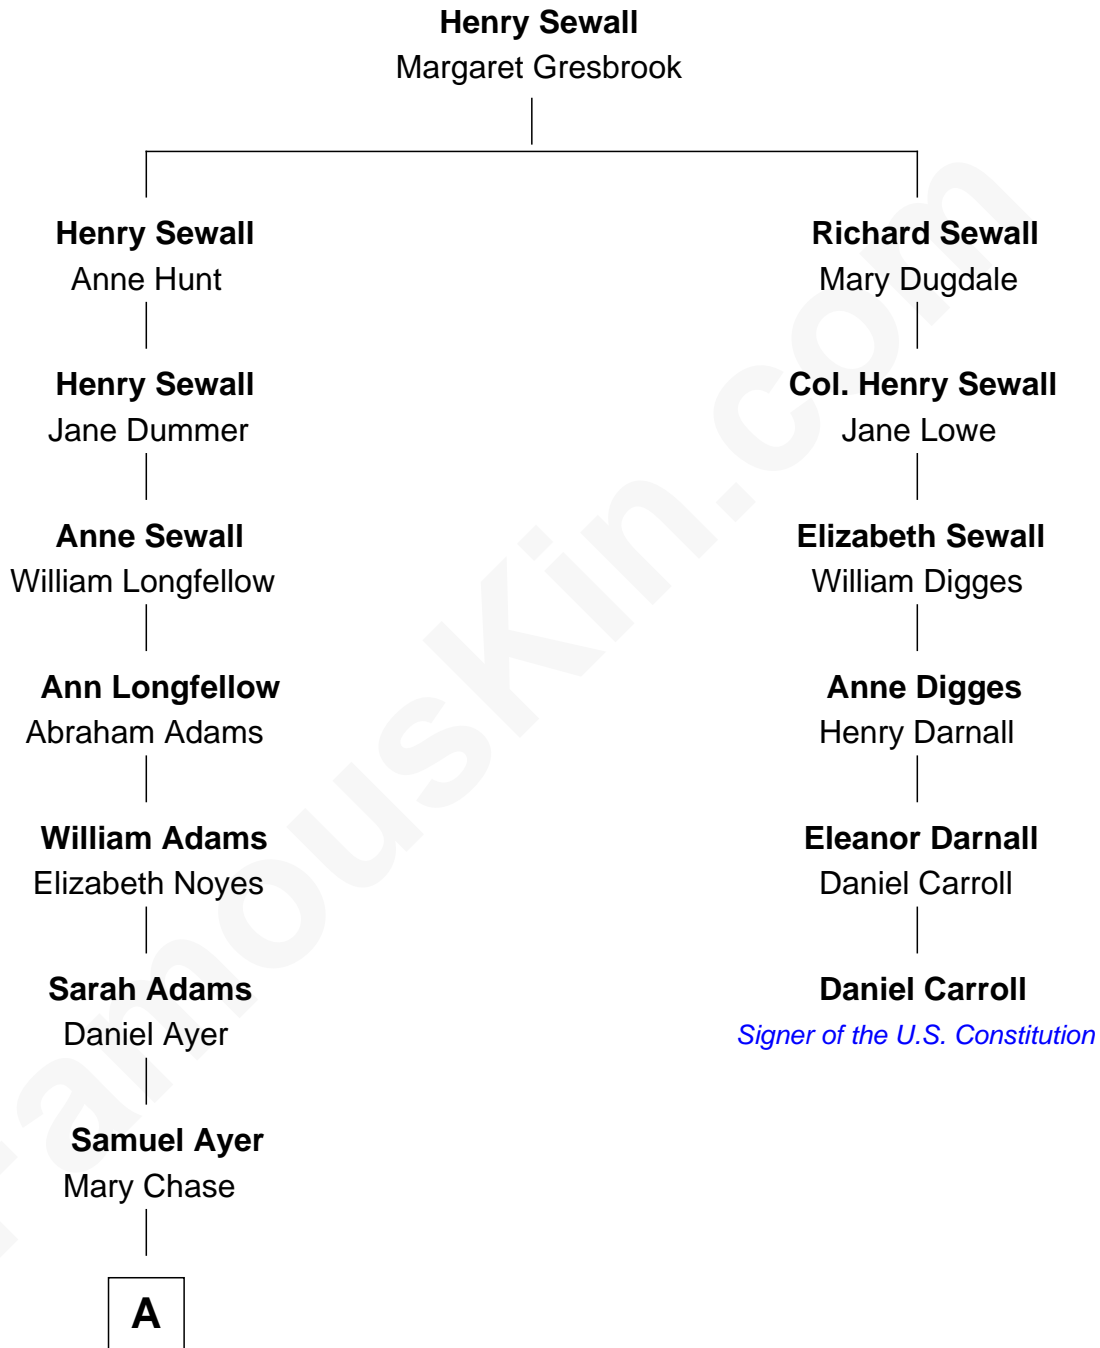 Henry Sewall
Margaret Gresbrook
Henry Sewall
Anne Hunt
Richard Sewall
Mary Dugdale
Henry Sewall
Jane Dummer
Col. Henry Sewall
Jane Lowe
Anne Sewall
William Longfellow
Elizabeth Sewall
William Digges
Ann Longfellow
Abraham Adams
Anne Digges
Henry Darnall
William Adams
Elizabeth Noyes
Eleanor Darnall
Daniel Carroll
Sarah Adams
Daniel Ayer
Daniel Carroll
Signer of the U.S. Constitution
Samuel Ayer
Mary Chase
A
FamousKin.com